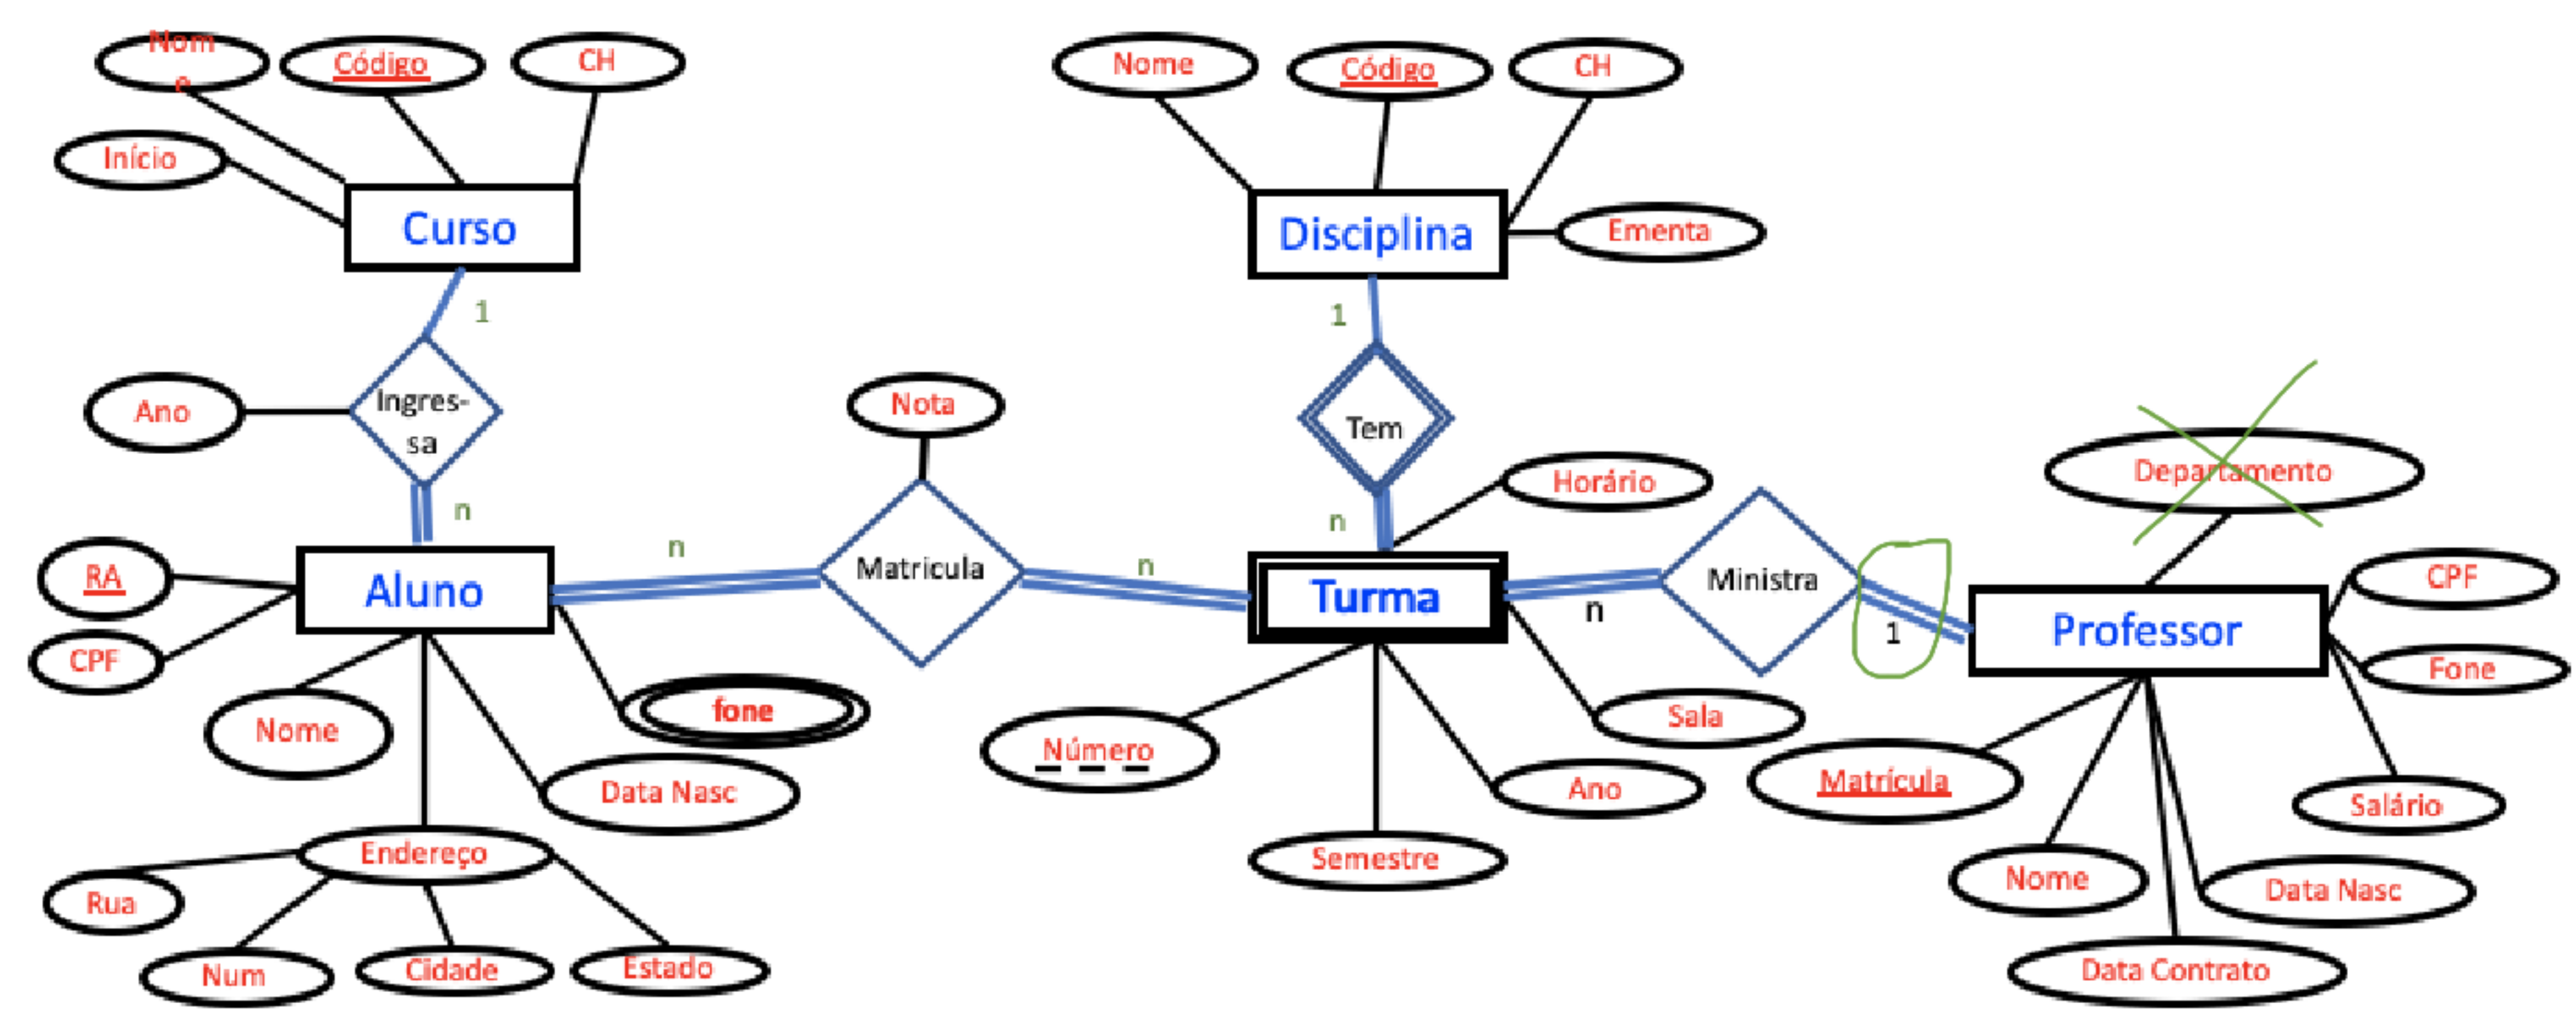 Nom
e
Código
CH
Início
Curso
1
Ano
Ingres-
sa
n
RA
Aluno
CPF
Nome
fone
Data Nasc
Endereço
Rua
Num
Cidade
Estado
n
Nota
Matricula
n
Nome
Código
CH
Disciplina
Ementa
1
Tem
n
Horário
Turma
n
Ministra
1
Número
Sala
Ano
Semestre
Departamento
Professor
CPF
Fone
Matrícula
Salário
Nome
Data Nasc
Data Contrato